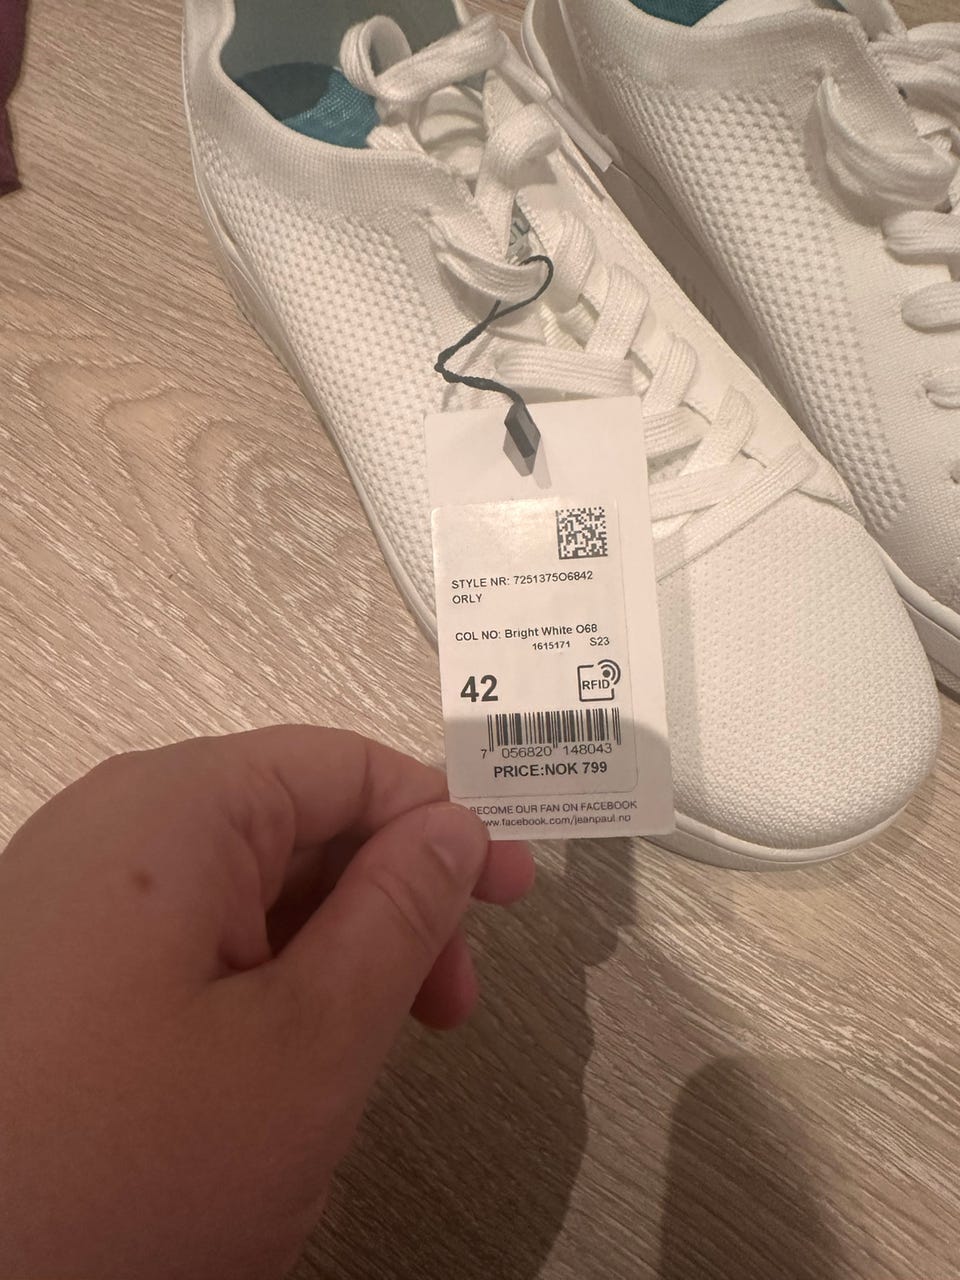 STYLE NR: 7251375O6842
ORLY
COL NO: Bright White O68
1615171 S23
42
RFID
7 056820 148043
PRICE:NOK 799
BECOME OUR FAN ON FACEBOOK
www.facebook.com/jeanpaul.no